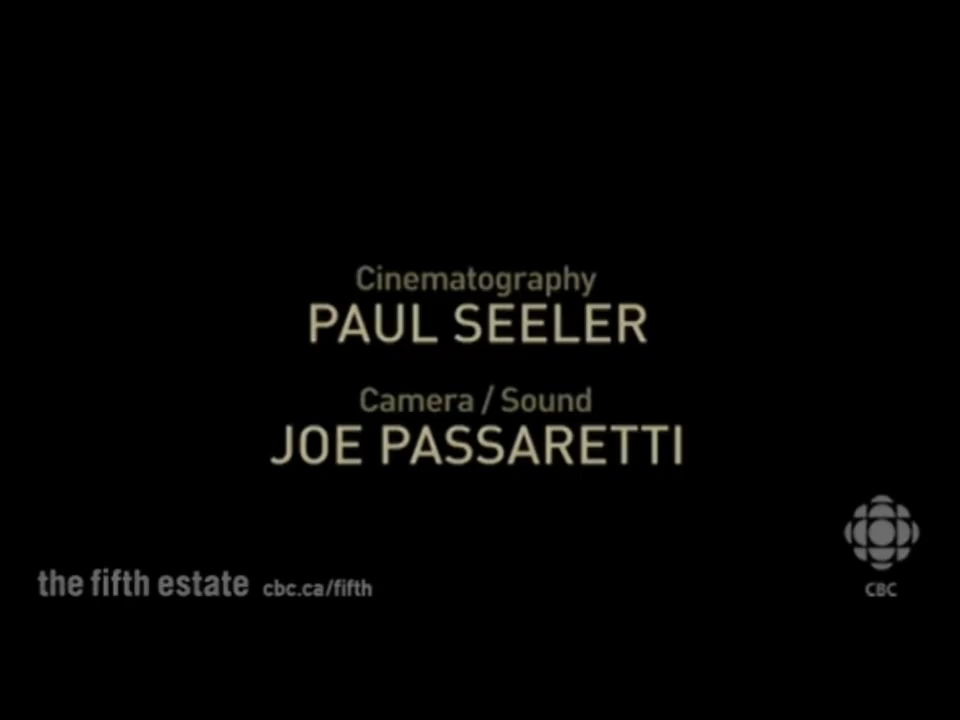 Cinematography
PAUL SEELER
Camera / Sound
JOE PASSARETTI
the fifth estate cbc.ca/fifth
CBC